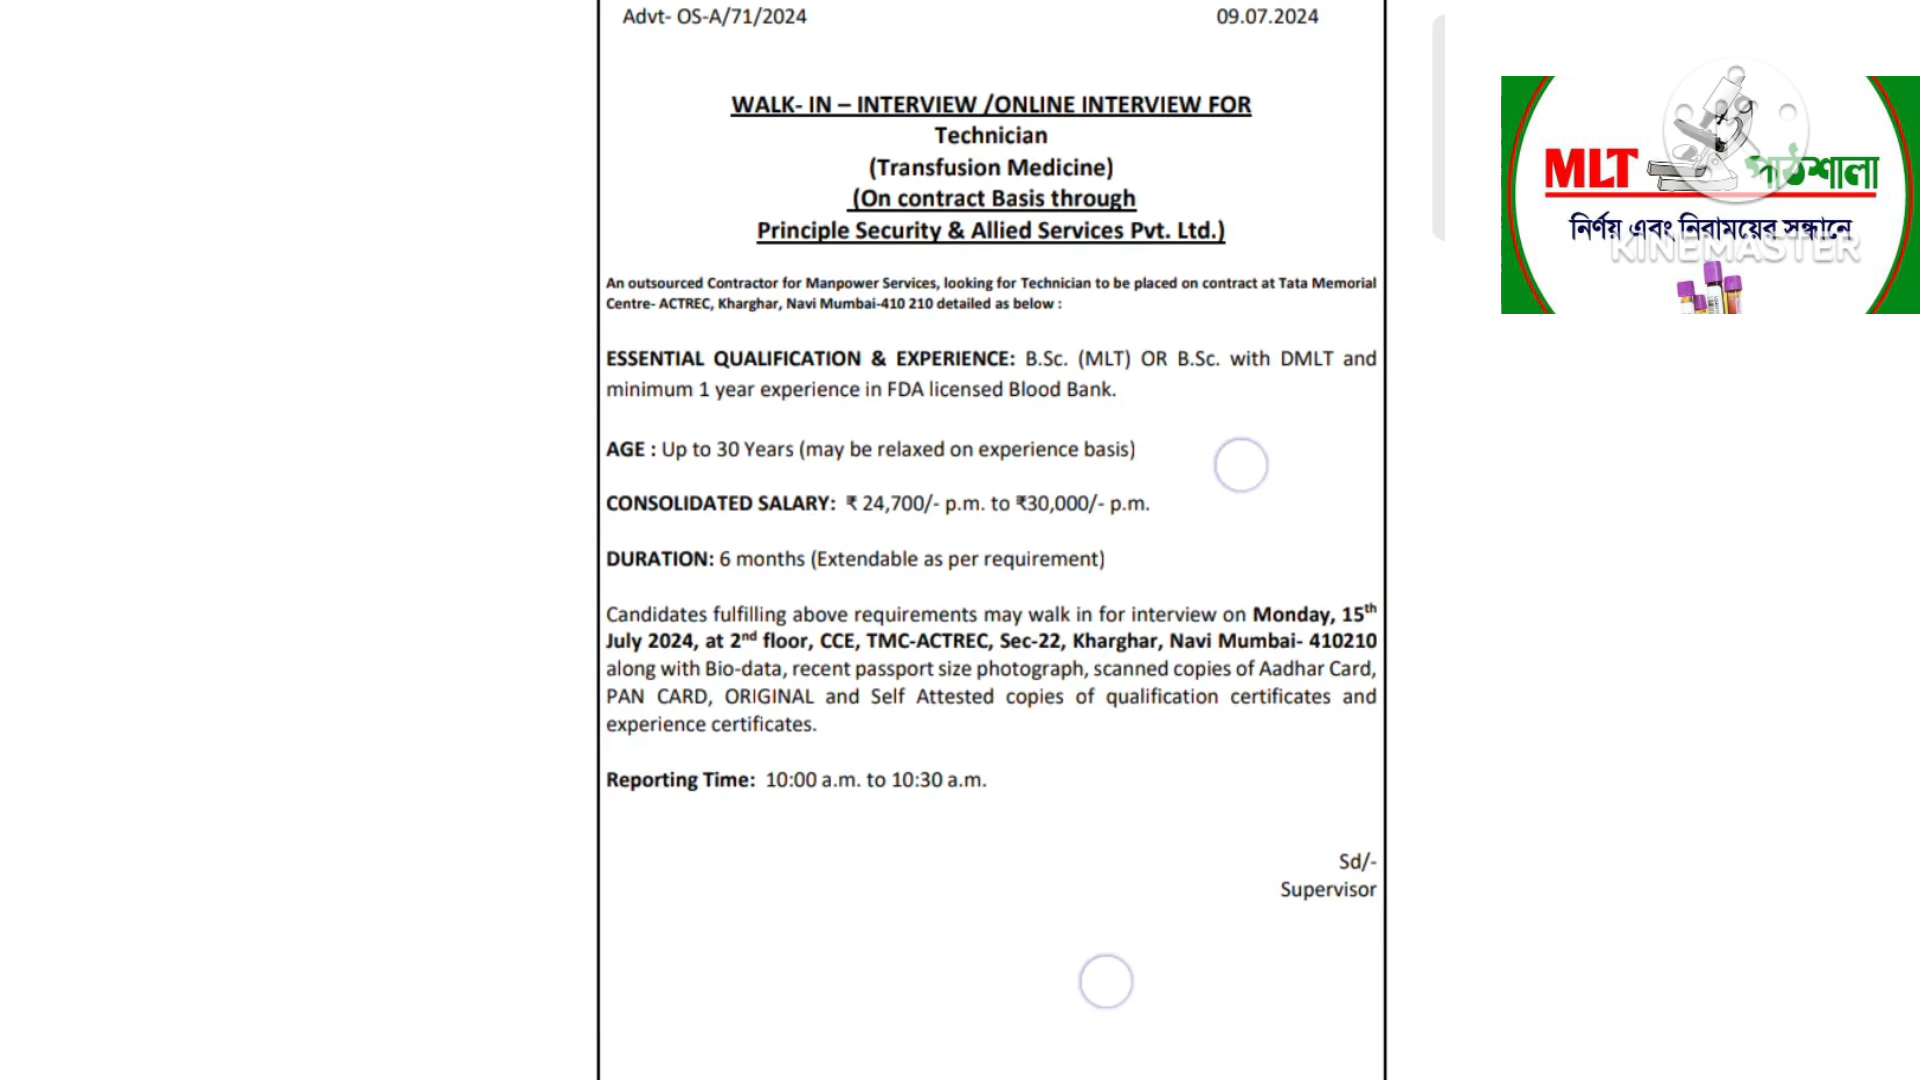 Advt- OS-A/71/2024 09.07.2024
WALK- IN – INTERVIEW /ONLINE INTERVIEW FOR
Technician
(Transfusion Medicine)
(On contract Basis through
Principle Security & Allied Services Pvt. Ltd.)
An outsourced Contractor for Manpower Services, looking for Technician to be placed on contract at Tata Memorial
Centre- ACTREC, Kharghar, Navi Mumbai-410 210 detailed as below :
ESSENTIAL QUALIFICATION & EXPERIENCE: B.Sc. (MLT) OR B.Sc. with DMLT and
minimum 1 year experience in FDA licensed Blood Bank.
AGE : Up to 30 Years (may be relaxed on experience basis)
CONSOLIDATED SALARY: ₹ 24,700/- p.m. to ₹30,000/- p.m.
DURATION: 6 months (Extendable as per requirement)
Candidates fulfilling above requirements may walk in for interview on Monday, 15th
July 2024, at 2nd floor, CCE, TMC-ACTREC, Sec-22, Kharghar, Navi Mumbai- 410210
along with Bio-data, recent passport size photograph, scanned copies of Aadhar Card,
PAN CARD, ORIGINAL and Self Attested copies of qualification certificates and
experience certificates.
Reporting Time: 10:00 a.m. to 10:30 a.m.
Sd/-
Supervisor
MLT পাঠশালা
নির্ণয় এবং নিরাময়ের সন্ধানে
KINEMASTER